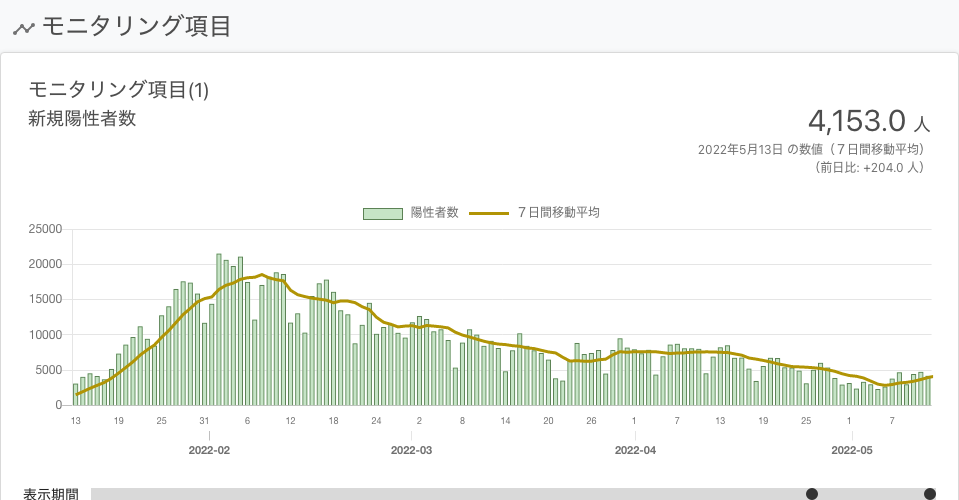 モニタリング項目
モニタリング項目(1)
新規陽性者数
4,153.0 人
2022年5月13日 の数値（７日間移動平均）
（前日比: +204.0 人）
陽性者数 ７日間移動平均
25000
20000
15000
10000
5000
0
13 19 25 31 6 12 18 24 2 8 14 20 26 1 7 13 19 25 1 7
2022-02 2022-03 2022-04 2022-05
表示期間